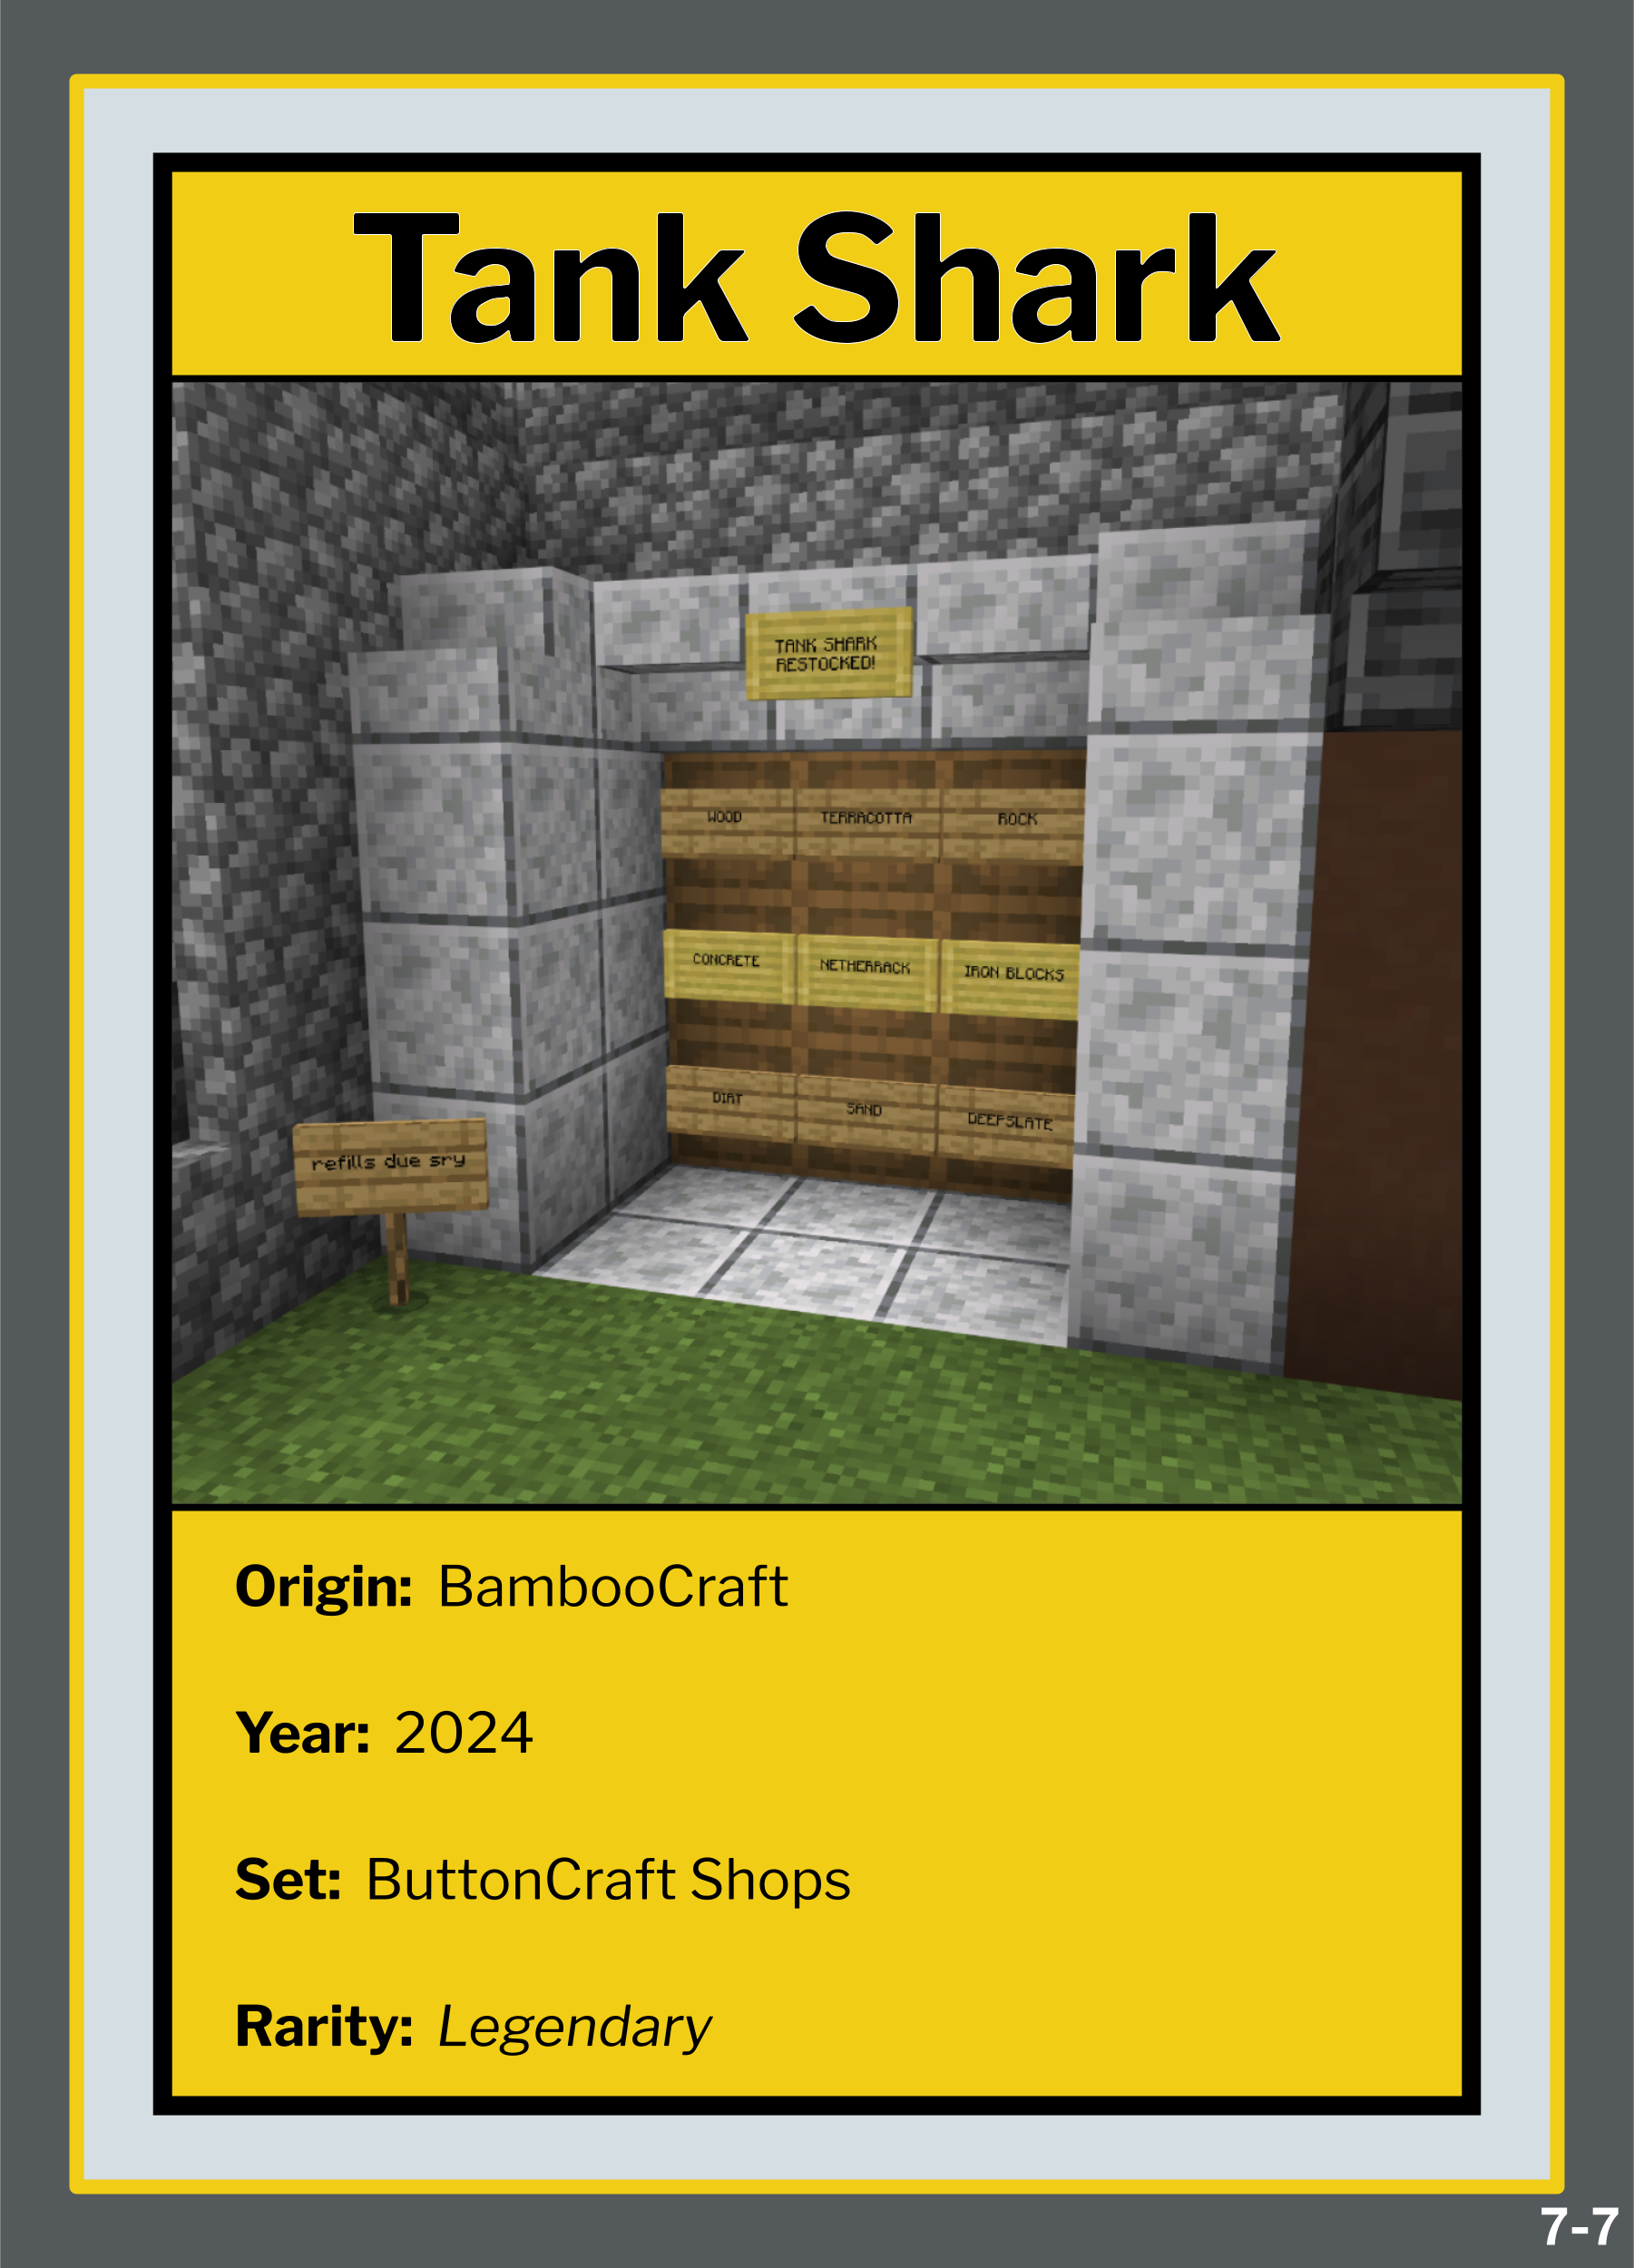 Tank Shark
TANK SHARK
RESTOCKED!
WOOD
TERRACOTTA
ROCK
CONCRETE
NETHERRACK
IRON BLOCKS
DIRT
SAND
DEEPSLATE
refills due sry
Origin: BambooCraft
Year: 2024
Set: ButtonCraft Shops
Rarity: Legendary
7-7